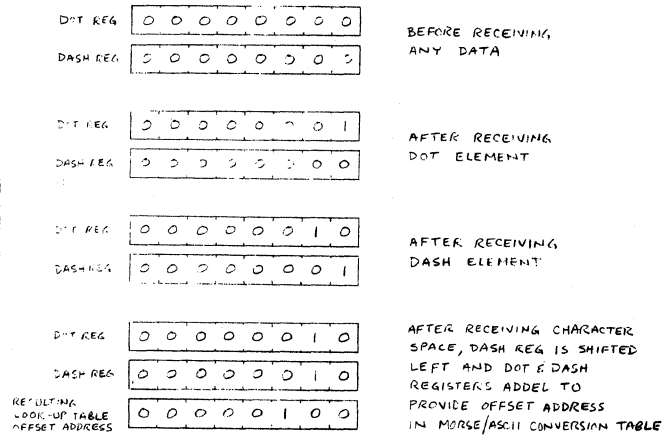 DOT REG 0 0 0 0 0 0 0 0
DASH REG 0 0 0 0 0 0 0 0
BEFORE RECEIVING
ANY DATA
DOT REG 0 0 0 0 0 0 0 1
DASH REG 0 0 0 0 0 0 0 0
AFTER RECEIVING
DOT ELEMENT
DOT REG 0 0 0 0 0 0 1 0
DASH REG 0 0 0 0 0 0 0 1
AFTER RECEIVING
DASH ELEMENT
DOT REG 0 0 0 0 0 0 1 0
DASH REG 0 0 0 0 0 0 1 0
RESULTING
LOOK-UP TABLE
OFFSET ADDRESS 0 0 0 0 0 1 0 0
AFTER RECEIVING CHARACTER
SPACE, DASH REG IS SHIFTED
LEFT AND DOT & DASH
REGISTERS ADDED TO
PROVIDE OFFSET ADDRESS
IN MORSE/ASCII CONVERSION TABLE